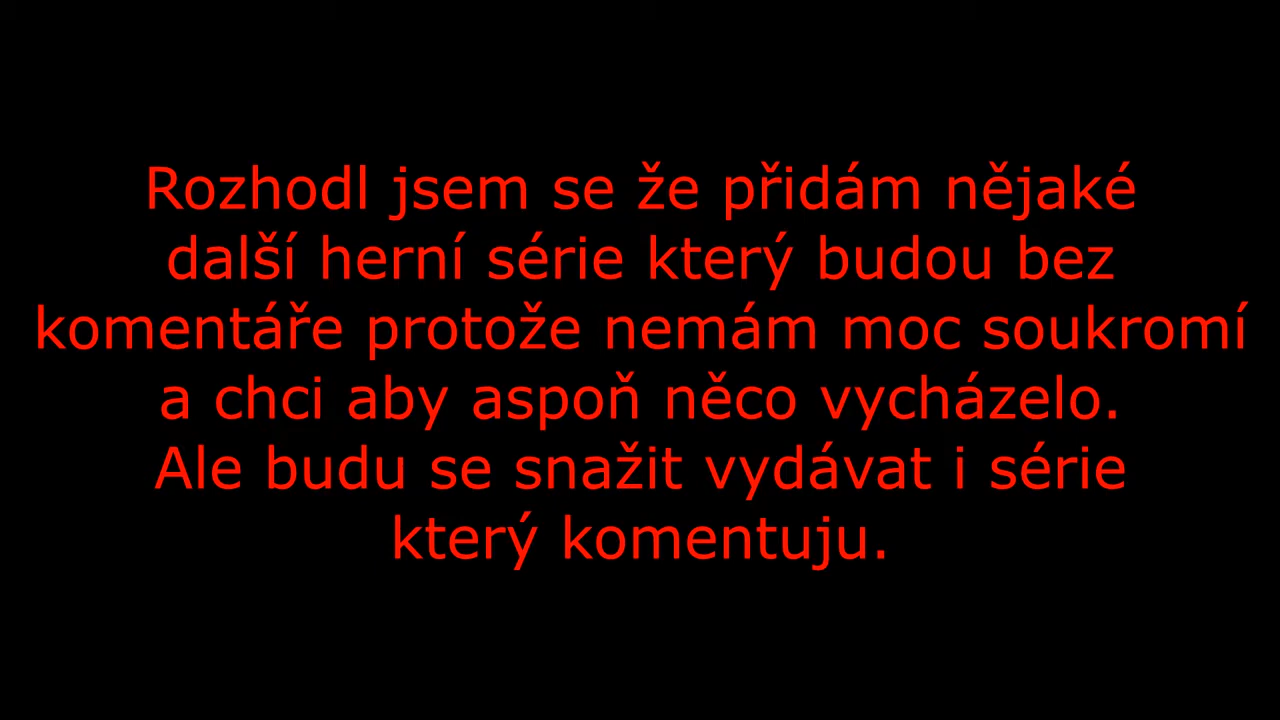 Rozhodl jsem se že přidám nějaké
další herní série který budou bez
komentáře protože nemám moc soukromí
a chci aby aspoň něco vycházelo.
Ale budu se snažit vydávat i série
který komentuju.